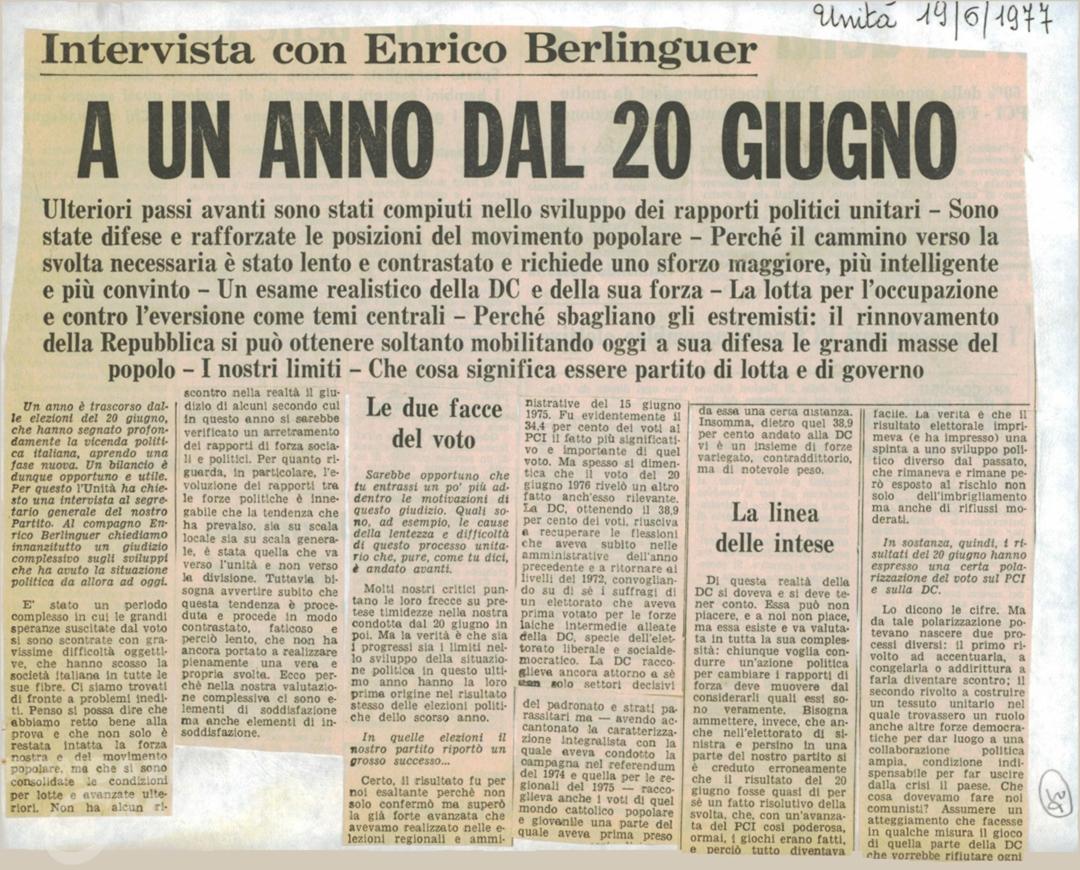 Unità 19/6/1977
Intervista con Enrico Berlinguer
A UN ANNO DAL 20 GIUGNO
Ulteriori passi avanti sono stati compiuti nello sviluppo dei rapporti politici unitari – Sono
state difese e rafforzate le posizioni del movimento popolare – Perché il cammino verso la
svolta necessaria è stato lento e contrastato e richiede uno sforzo maggiore, più intelligente
e più convinto – Un esame realistico della DC e della sua forza – La lotta per l'occupazione
e contro l'eversione come temi centrali – Perché sbagliano gli estremisti: il rinnovamento
della Repubblica si può ottenere soltanto mobilitando oggi a sua difesa le grandi masse del
popolo – I nostri limiti – Che cosa significa essere partito di lotta e di governo
Un anno è trascorso dal-
le elezioni del 20 giugno,
che hanno segnato profon-
damente la vicenda politi-
ca italiana, aprendo una
fase nuova. Un bilancio è
dunque opportuno e utile.
Per questo l'Unità ha chie-
sto una intervista al segre-
tario generale del nostro
Partito. Al compagno En-
rico Berlinguer chiediamo
innanzitutto un giudizio
complessivo sugli sviluppi
che ha avuto la situazione
politica da allora ad oggi.
E' stato un periodo
complesso in cui le grandi
speranze suscitate dal voto
si sono scontrate con gra-
vissime difficoltà oggetti-
ve, che hanno scosso la
società italiana in tutte le
sue fibre. Ci siamo trovati
di fronte a problemi inedi-
ti. Penso si possa dire che
abbiamo retto bene alla
prova e che non solo è
restata intatta la forza
nostra e del movimento
popolare, ma che si sono
consolidate le condizioni
per lotte e avanzate ulte-
riori. Non ha alcun ri-
scontro nella realtà il giu-
dizio di alcuni secondo cui
in questo anno si sarebbe
verificato un arretramento
dei rapporti di forza socia-
li e politici. Per quanto ri-
guarda, in particolare, l'e-
voluzione dei rapporti tra
le forze politiche è inne-
gabile che la tendenza che
ha prevalso, sia su scala
locale sia su scala genera-
le, è stata quella che va
verso l'unità e non verso
la divisione. Tuttavia bi-
sogna avvertire subito che
questa tendenza è proce-
duta e procede in modo
contrastato, faticoso e
perciò lento, che non ha
ancora portato a realizzare
pienamente una vera e
propria svolta. Ecco per-
chè nella nostra valutazio-
ne complessiva ci sono e-
lementi di soddisfazione
ma anche elementi di in-
soddisfazione.
Le due facce
del voto
Sarebbe opportuno che
tu entrassi un po' più ad-
dentro le motivazioni di
questo giudizio. Quali so-
no, ad esempio, le cause
della lentezza e difficoltà
di questo processo unita-
rio che, pure, come tu dici,
è andato avanti.
Molti nostri critici pun-
tano le loro frecce su pre-
tese timidezze nella nostra
condotta dal 20 giugno in
poi. Ma la verità è che sia
i progressi sia i limiti nel-
lo sviluppo della situazio-
ne politica in questo ulti-
mo anno hanno la loro
prima origine nel risultato
stesso delle elezioni politi-
che dello scorso anno.
In quelle elezioni il
nostro partito riportò un
grosso successo...
Certo, il risultato fu per
noi esaltante perchè non
solo confermò ma superò
la già forte avanzata che
avevamo realizzato nelle e-
lezioni regionali e ammi-
nistrative del 15 giugno
1975. Fu evidentemente il
34,4 per cento dei voti al
PCI il fatto più significati-
vo e importante di quel
voto. Ma spesso si dimen-
tica che il voto del 20
giugno 1976 rivelò un altro
fatto anch'esso rilevante.
La DC, ottenendo il 38,9
per cento dei voti, riusciva
a recuperare le flessioni
che aveva subito nelle
amministrative dell'anno
precedente e a ritornare ai
livelli del 1972, convoglian-
do su di sè i suffragi di
un elettorato che aveva
prima votato per le forze
laiche intermedie alleate
della DC, specie dell'elet-
torato liberale e socialde-
mocratico. La DC racco-
glieva ancora attorno a sè
non solo settori decisivi
del padronato e strati pa-
rassitari ma — avendo ac-
cantonato la caratterizza-
zione integralista con la
quale aveva condotto la
campagna nel referendum
del 1974 e quella per le re-
gionali del 1975 — racco-
glieva anche i voti di quel
mondo cattolico popolare
e giovanile una parte del
quale aveva prima preso
da essa una certa distanza.
Insomma, dietro quel 38,9
per cento andato alla DC
vi è un insieme di forze
variegato, contraddittorio,
ma di notevole peso.
La linea
delle intese
Di questa realtà della
DC si doveva e si deve te-
ner conto. Essa può non
piacere, e a noi non piace,
ma essa esiste e va valuta-
ta in tutta la sua comples-
sità: chiunque voglia con-
durre un'azione politica
per cambiare i rapporti di
forze deve muovere dal
considerarli quali essi so-
no veramente. Bisogna
ammettere, invece, che an-
che nell'elettorato di si-
nistra e persino in una
parte del nostro partito si
è creduto erroneamente
che il risultato del 20
giugno fosse quasi di per
sè un fatto risolutivo della
svolta, che, con un'avanza-
ta del PCI così poderosa,
ormai, i giochi erano fatti,
e perciò tutto diventava
facile. La verità è che il
risultato elettorale impri-
meva (e ha impresso) una
spinta a uno sviluppo poli-
tico diverso dal passato,
che rimaneva e rimane pe-
rò esposto al rischio non
solo dell'imbrigliamento
ma anche di riflussi mo-
derati.
In sostanza, quindi, i ri-
sultati del 20 giugno hanno
espresso una certa pola-
rizzazione del voto sul PCI
e sulla DC.
Lo dicono le cifre. Ma
da tale polarizzazione po-
tevano nascere due pro-
cessi diversi: il primo ri-
volto ad accentuarla, a
congelarla o addirittura a
farla diventare scontro; il
secondo rivolto a costruire
un tessuto unitario nel
quale trovassero un ruolo
anche altre forze democra-
tiche per dar luogo a una
collaborazione politica
ampia, condizione indi-
spensabile per far uscire
dalla crisi il paese. Che
cosa dovevamo fare noi
comunisti? Assumere un
atteggiamento che facesse
in qualche misura il gioco
di quella parte della DC
che vorrebbe rifiutare ogni